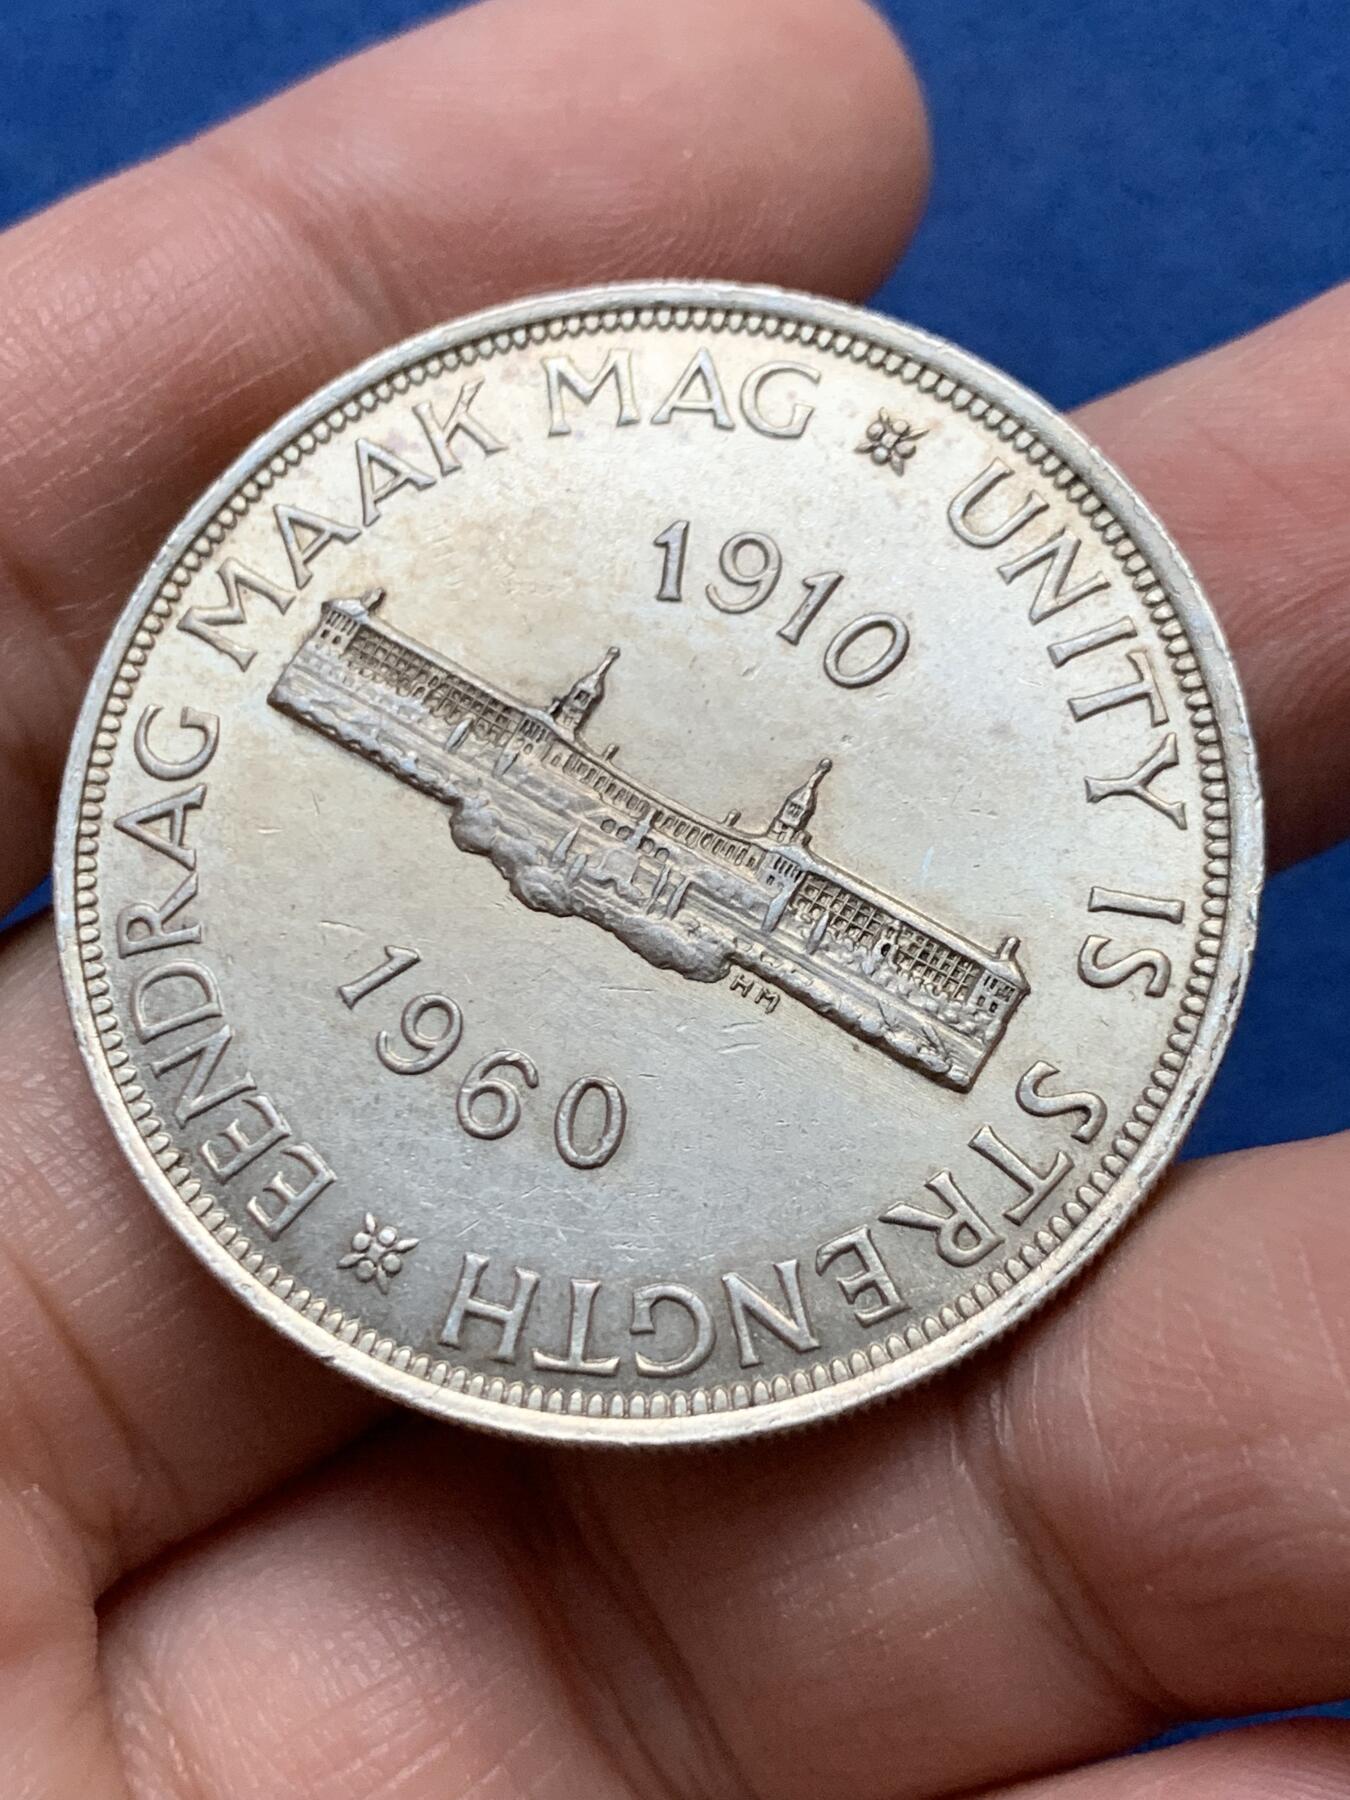 EENDRAG MAAK MAG
UNITY IS STRENGTH
1910
HM
1960